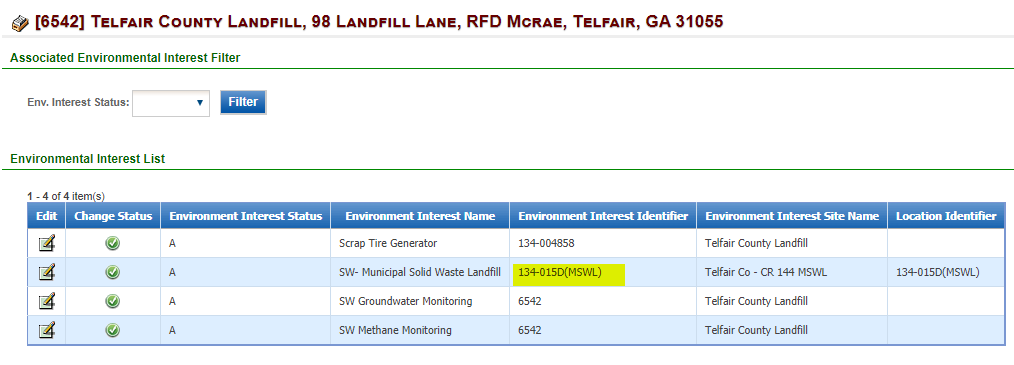 [6542] Telfair County Landfill, 98 Landfill Lane, RFD Mcrae, Telfair, GA 31055
Associated Environmental Interest Filter
Env. Interest Status: Filter
Environmental Interest List
1 - 4 of 4 item(s)
Edit Change Status Environment Interest Status Environment Interest Name Environment Interest Identifier Environment Interest Site Name Location Identifier
A Scrap Tire Generator 134-004858 Telfair County Landfill
A SW- Municipal Solid Waste Landfill 134-015D(MSWL) Telfair Co - CR 144 MSWL 134-015D(MSWL)
A SW Groundwater Monitoring 6542 Telfair County Landfill
A SW Methane Monitoring 6542 Telfair County Landfill